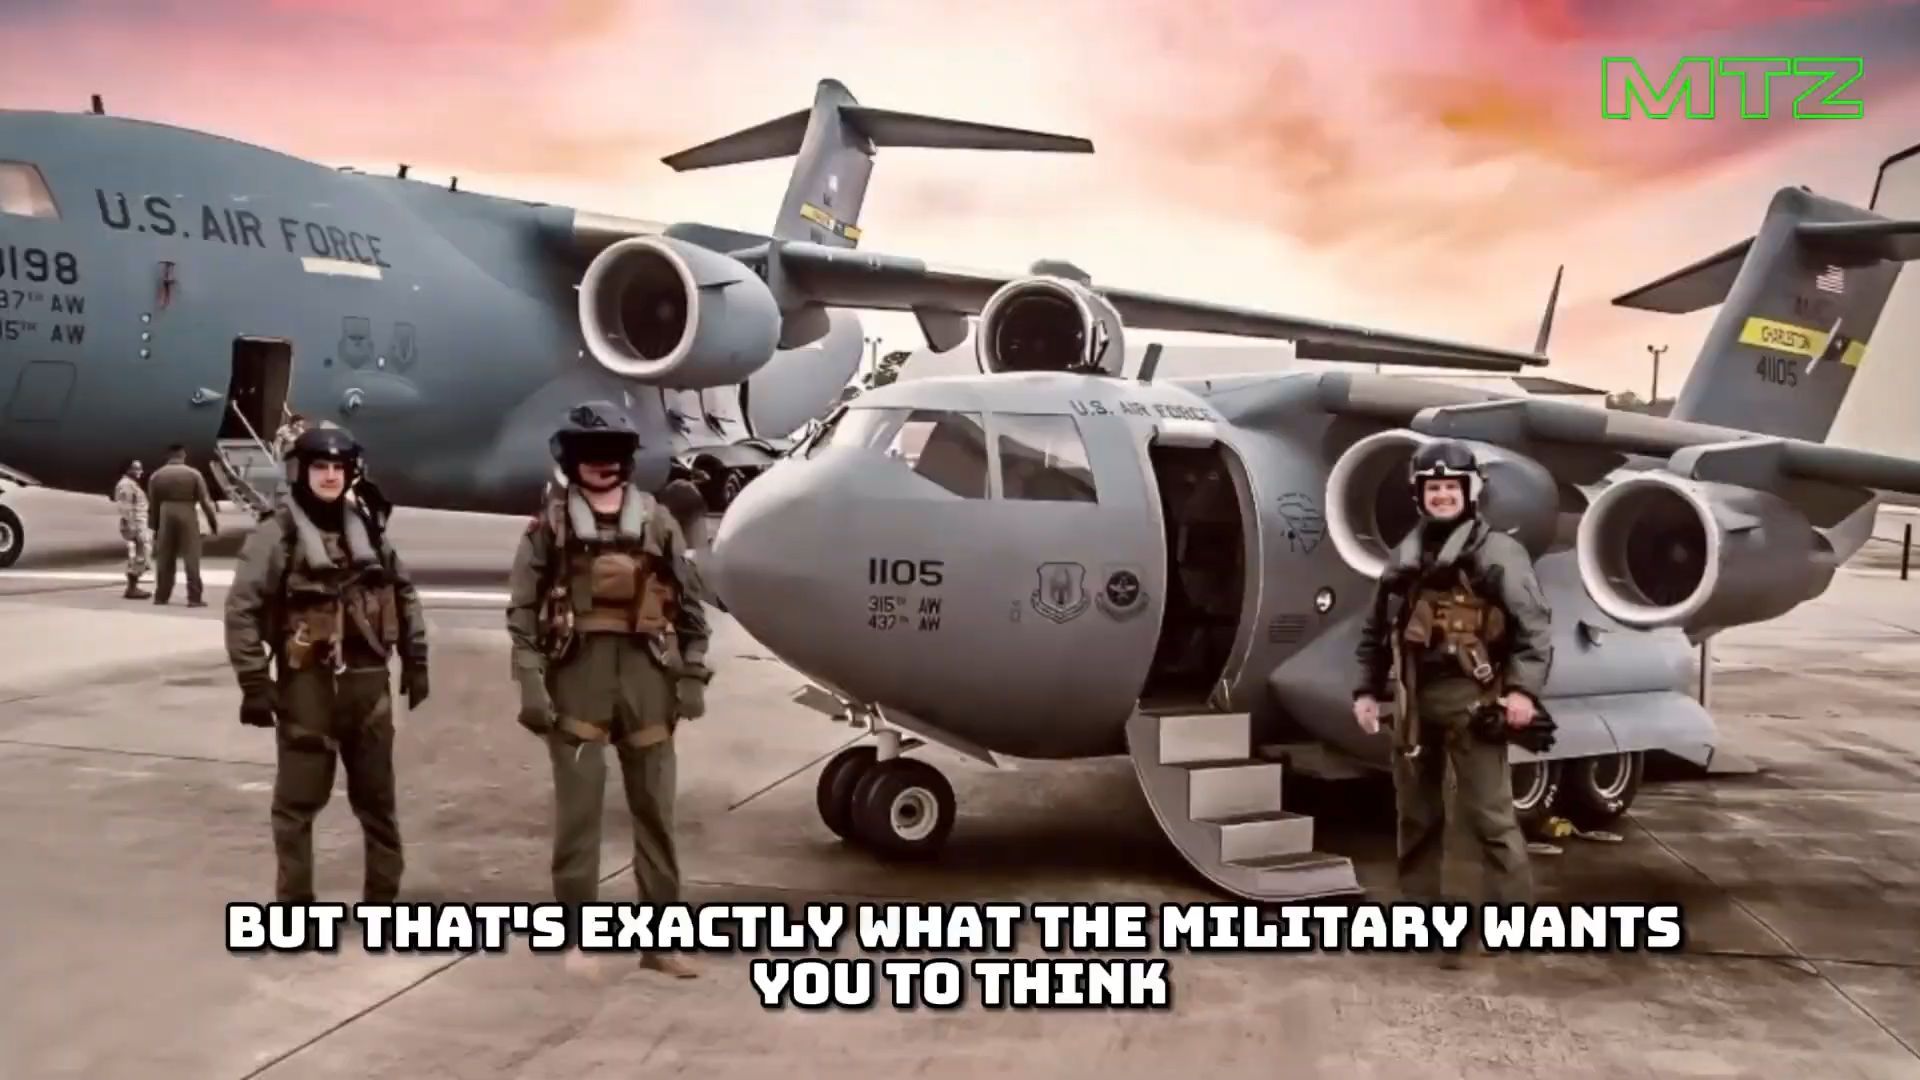 MTZ
U.S. AIR FORCE
0198
37TH AW
15TH AW
U.S. AIR FORCE
1105
315TH AW
437TH AW
CHARLESTON
41105
BUT THAT'S EXACTLY WHAT THE MILITARY WANTS
YOU TO THINK